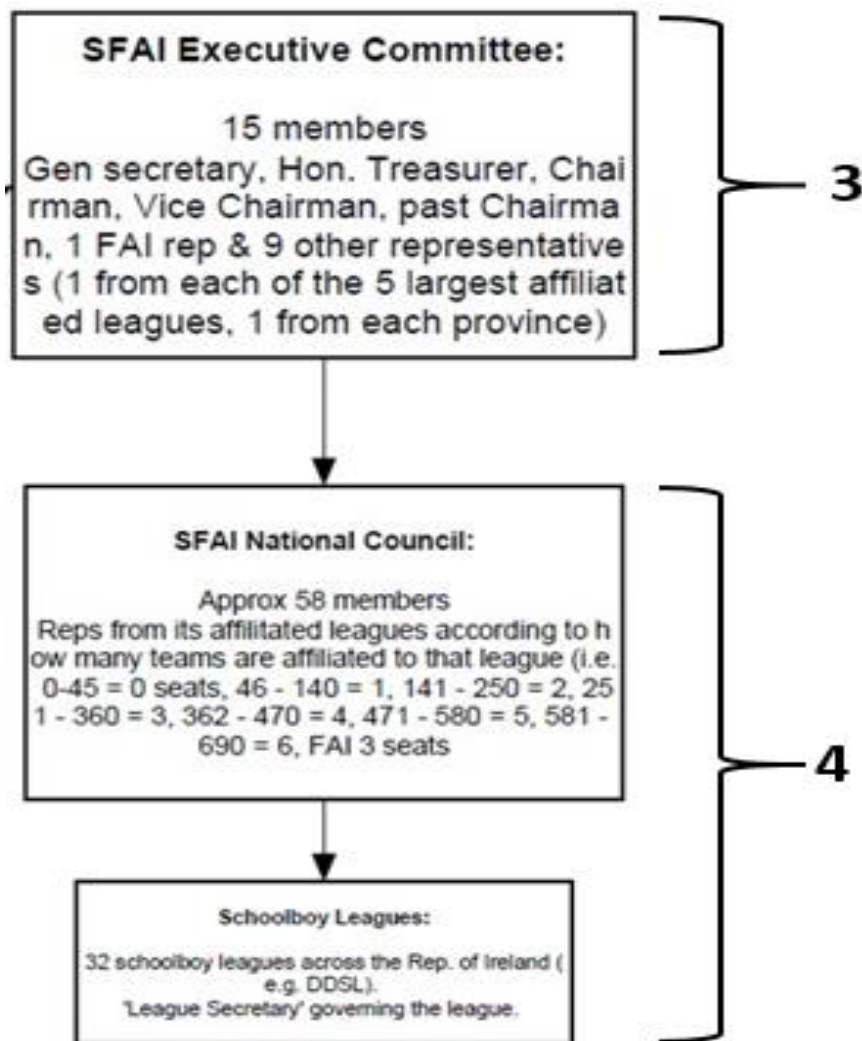 SFAI Executive Committee:
15 members
Gen secretary, Hon. Treasurer, Chai
rman, Vice Chairman, past Chairma
n, 1 FAI rep & 9 other representative
s (1 from each of the 5 largest affiliat
ed leagues, 1 from each province)
3
SFAI National Council:
Approx 58 members
Reps from its affilitated leagues according to h
ow many teams are affiliated to that league (i.e.
0-45 = 0 seats, 46 - 140 = 1, 141 - 250 = 2, 25
1 - 360 = 3, 362 - 470 = 4, 471 - 580 = 5, 581 -
690 = 6, FAI 3 seats
4
Schoolboy Leagues:
32 schoolboy leagues across the Rep. of Ireland (
e.g. DDSL).
'League Secretary' governing the league.